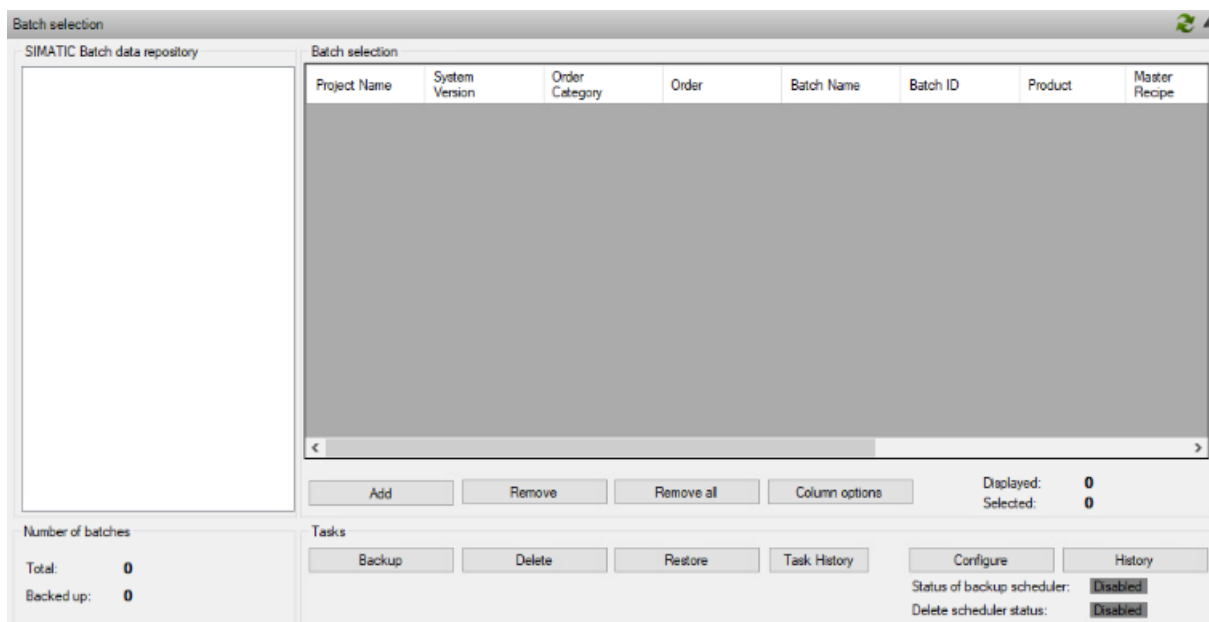 Batch selection
SIMATIC Batch data repository
Batch selection
Project Name
System
Version
Order
Category
Order
Batch Name
Batch ID
Product
Master
Recipe
Add
Remove
Remove all
Column options
Displayed: 0
Selected: 0
Number of batches
Total: 0
Backed up: 0
Tasks
Backup
Delete
Restore
Task History
Configure
History
Status of backup scheduler: Disabled
Delete scheduler status: Disabled